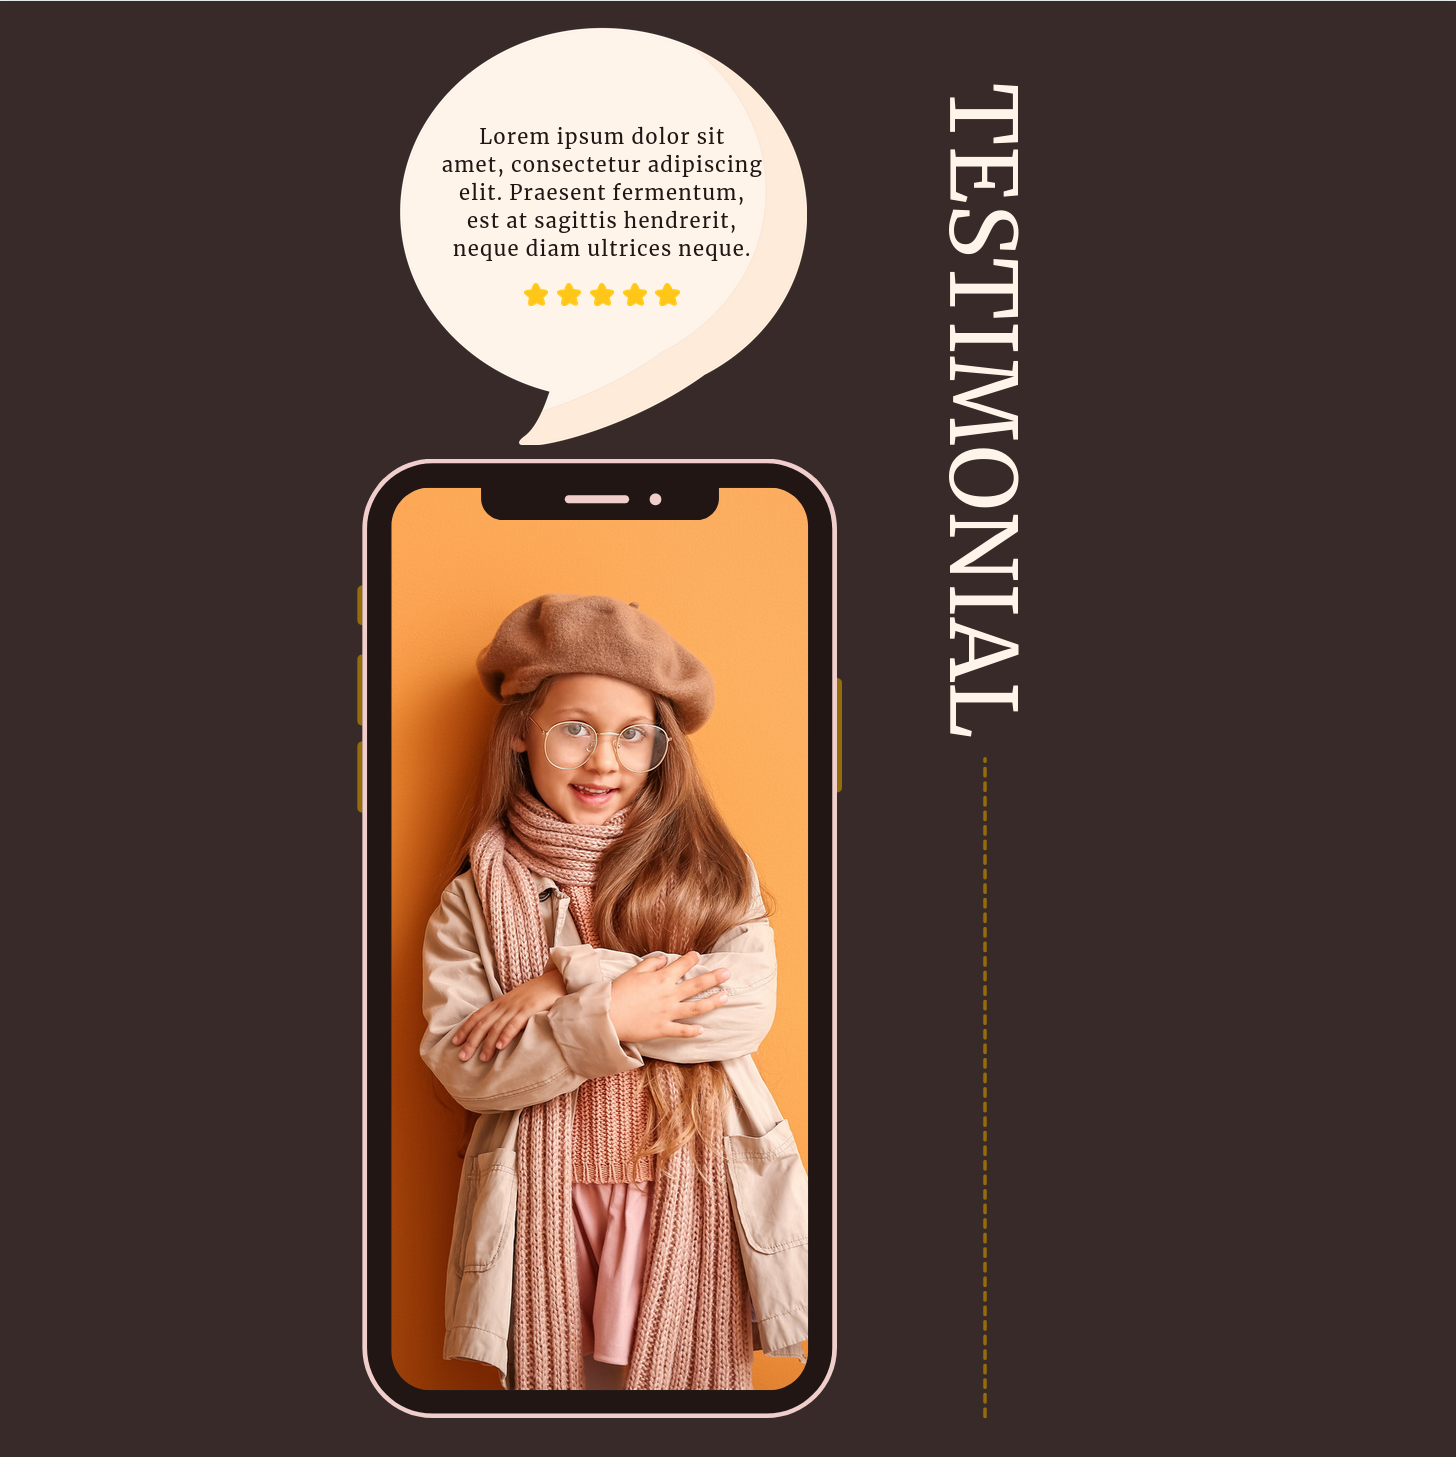 Lorem ipsum dolor sit
amet, consectetur adipiscing
elit. Praesent fermentum,
est at sagittis hendrerit,
neque diam ultrices neque.
TESTIMONIAL